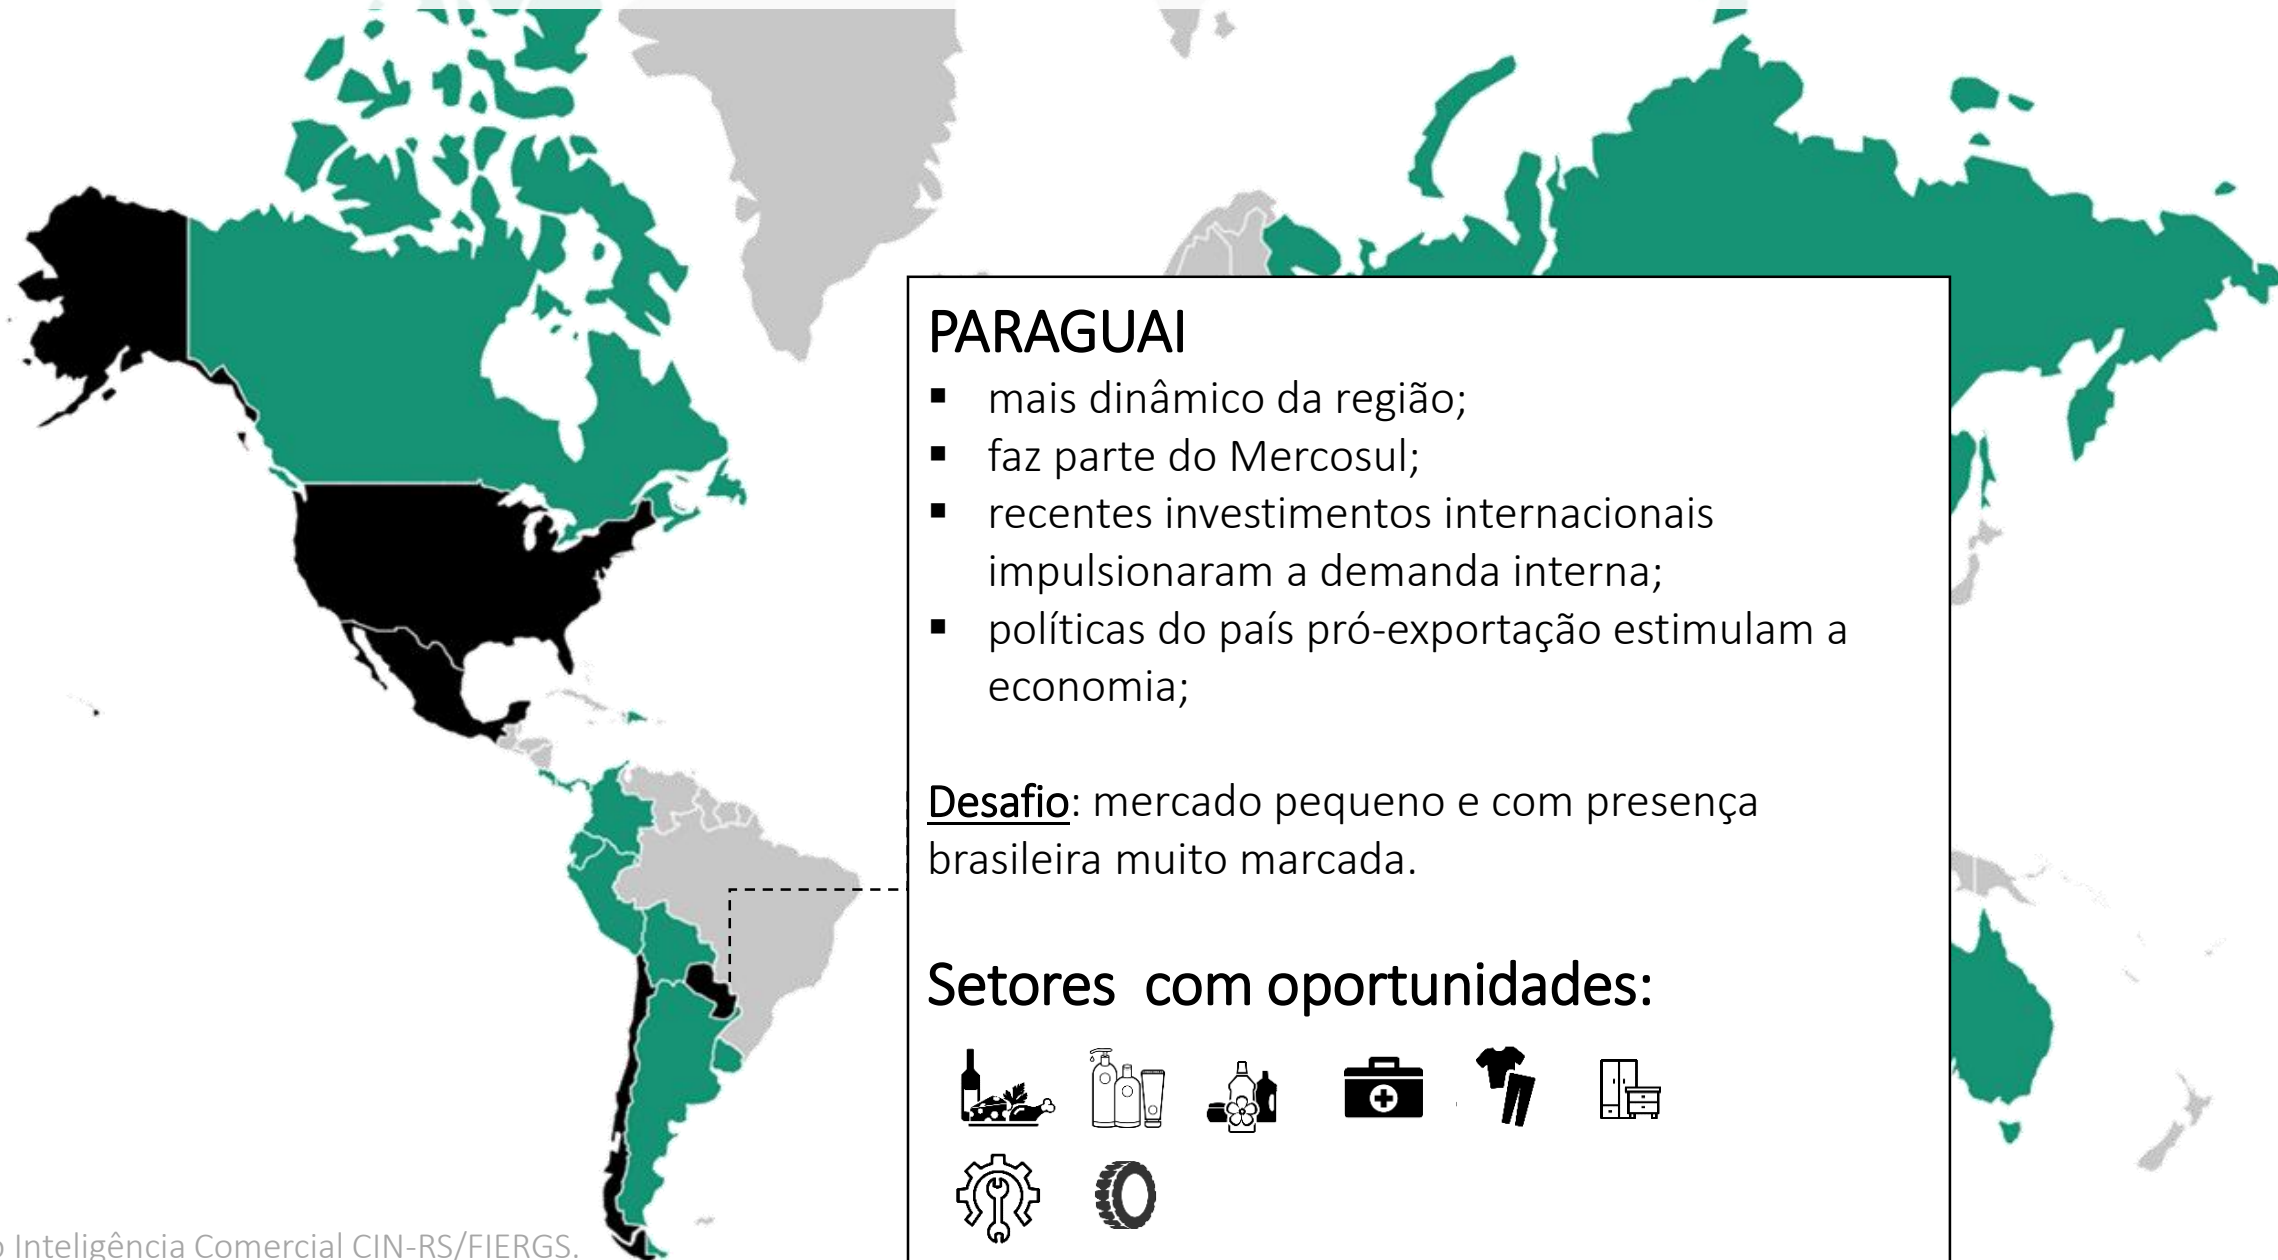 PARAGUAI
▪ mais dinâmico da região;
▪ faz parte do Mercosul;
▪ recentes investimentos internacionais
impulsionaram a demanda interna;
▪ políticas do país pró-exportação estimulam a
economia;
Desafio: mercado pequeno e com presença
brasileira muito marcada.
Setores com oportunidades:
Inteligência Comercial CIN-RS/FIERGS.